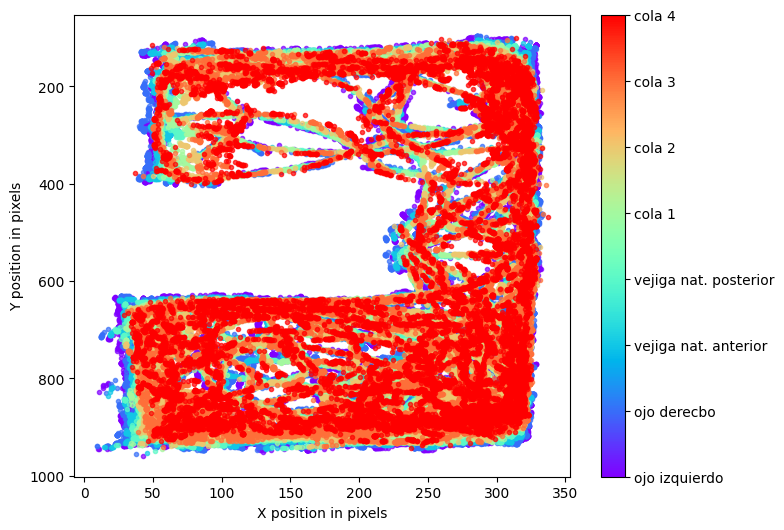 200
400
600
800
1000
0
50
100
150
200
250
300
350
X position in pixels
Y position in pixels
cola 4
cola 3
cola 2
cola 1
vejiga nat. posterior
vejiga nat. anterior
ojo derecbo
ojo izquierdo